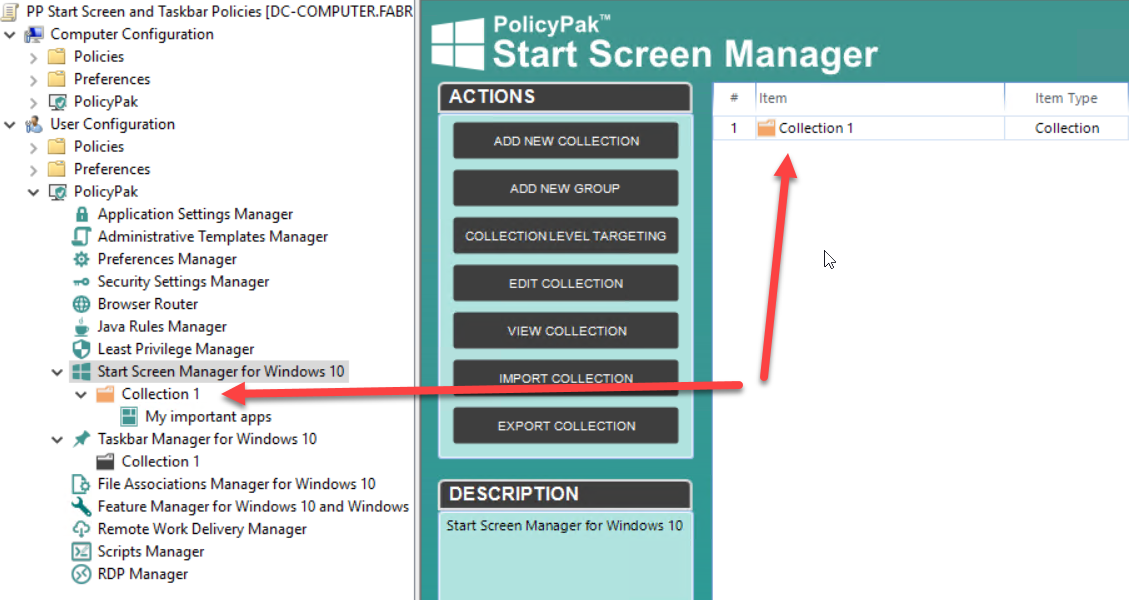 PP Start Screen and Taskbar Policies [DC-COMPUTER.FABR
Computer Configuration
Policies
Preferences
PolicyPak
User Configuration
Policies
Preferences
PolicyPak
Application Settings Manager
Administrative Templates Manager
Preferences Manager
Security Settings Manager
Browser Router
Java Rules Manager
Least Privilege Manager
Start Screen Manager for Windows 10
Collection 1
My important apps
Taskbar Manager for Windows 10
Collection 1
File Associations Manager for Windows 10
Feature Manager for Windows 10 and Windows
Remote Work Delivery Manager
Scripts Manager
RDP Manager
PolicyPak™
Start Screen Manager
ACTIONS
ADD NEW COLLECTION
ADD NEW GROUP
COLLECTION LEVEL TARGETING
EDIT COLLECTION
VIEW COLLECTION
IMPORT COLLECTION
EXPORT COLLECTION
DESCRIPTION
Start Screen Manager for Windows 10
# Item Item Type
1 Collection 1 Collection